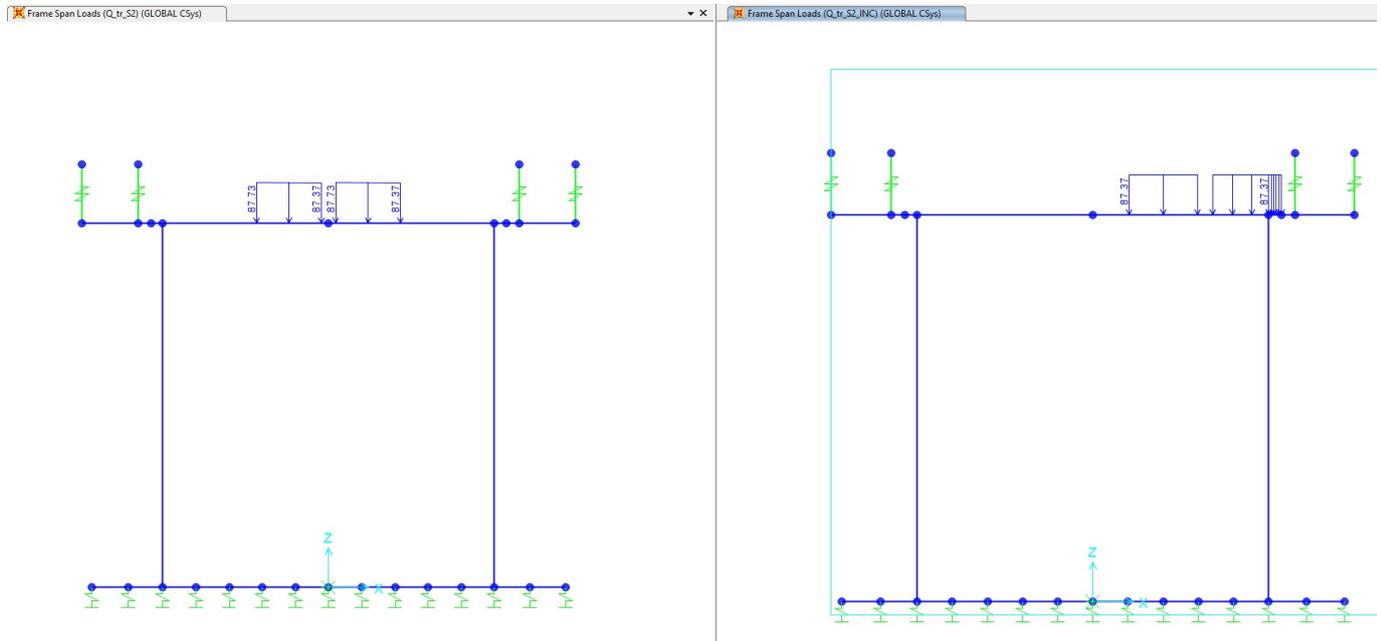 Frame Span Loads (Q_tr_S2) (GLOBAL CSys)
87.73
87.37
87.73
87.37
Z
X
Frame Span Loads (Q_tr_S2_INC) (GLOBAL CSys)
87.37
87.37
Z
X